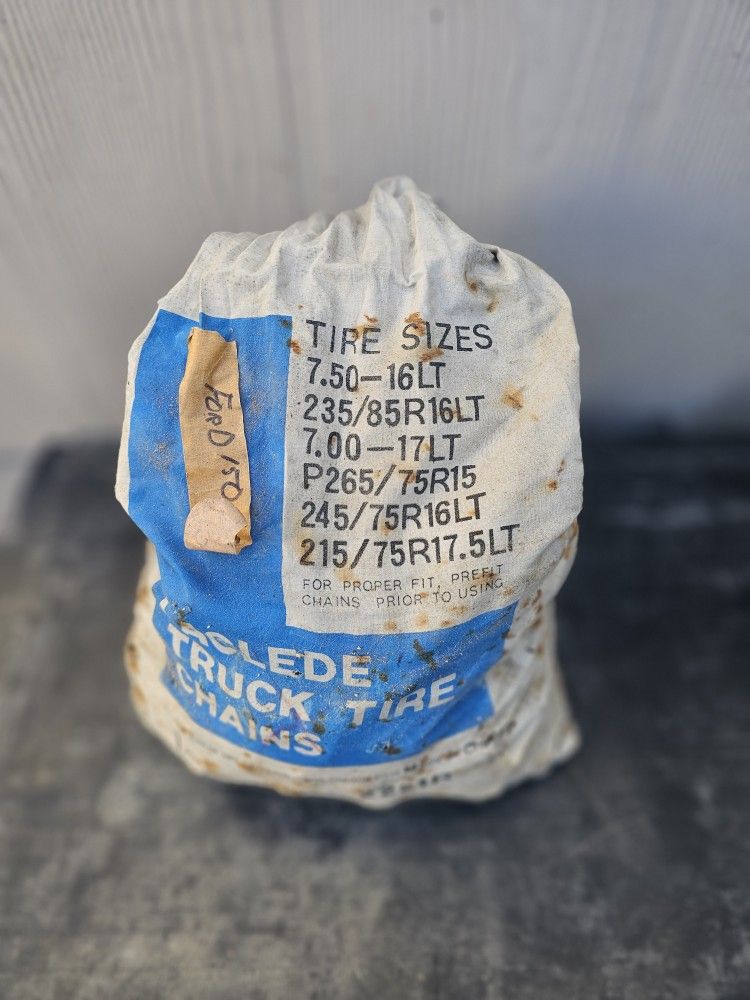 TIRE SIZES
7.50—16LT
235/85R16LT
7.00—17LT
P265/75R15
245/75R16LT
215/75R17.5LT
FOR PROPER FIT, PREFIT
CHAINS PRIOR TO USING
FORD 150
LACLEDE
TRUCK TIRE
CHAINS